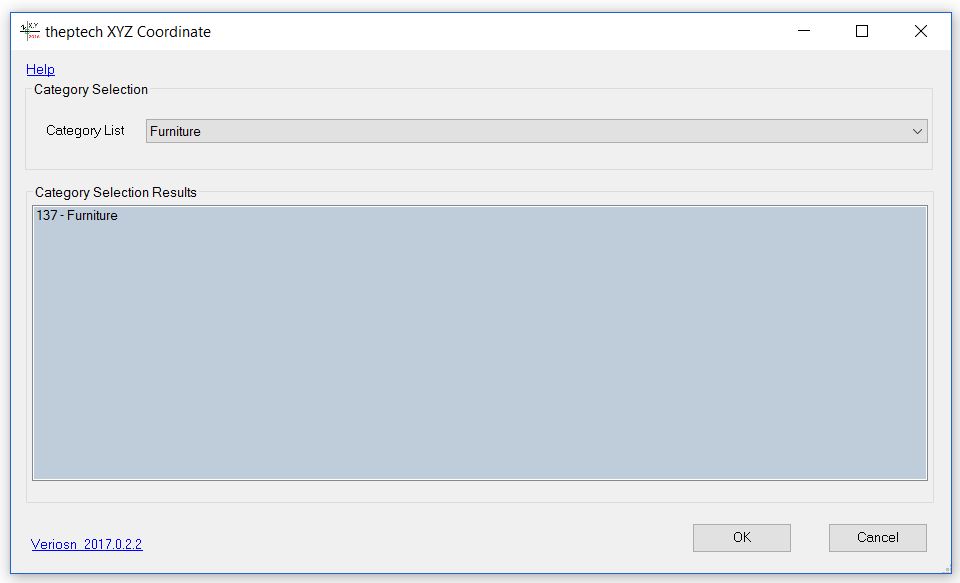 theptech XYZ Coordinate
Help
Category Selection
Category List
Furniture
Category Selection Results
137 - Furniture
Veriosn 2017.0.2.2
OK
Cancel